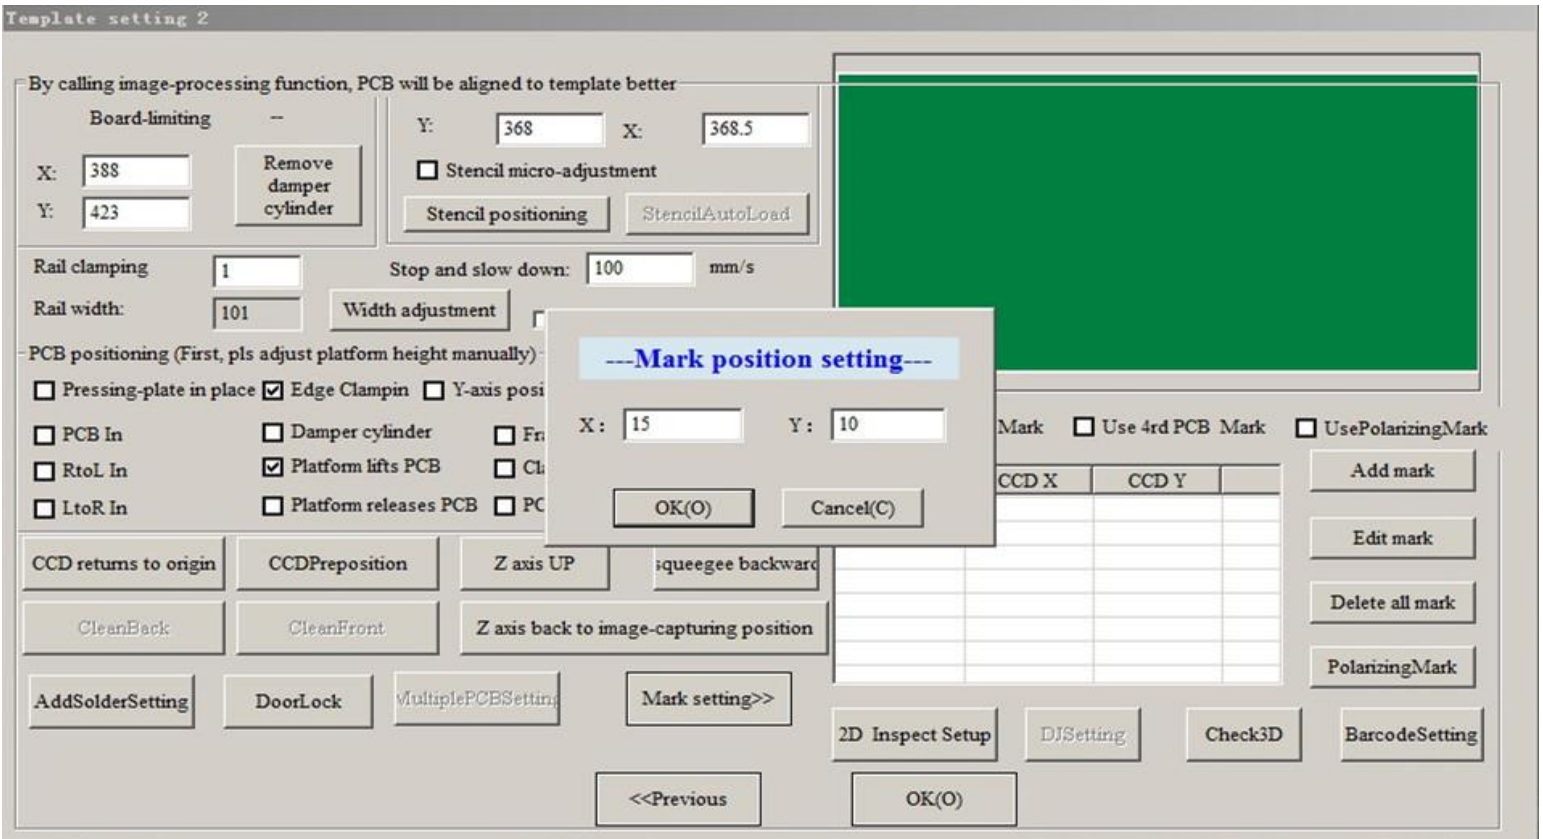 Template setting 2
By calling image-processing function, PCB will be aligned to template better
Board-limiting --
X: 388
Y: 423
Remove
damper
cylinder
Y: 368 X: 368.5
Stencil micro-adjustment
Stencil positioning StencilAutoLoad
Rail clamping 1 Stop and slow down: 100 mm/s
Rail width: 101 Width adjustment
PCB positioning (First, pls adjust platform height manually)
Pressing-plate in place Edge Clampin Y-axis posi
PCB In Damper cylinder Fr
RtoL In Platform lifts PCB Cl
LtoR In Platform releases PCB PC
---Mark position setting---
X: 15 Y: 10
OK(O) Cancel(C)
Mark Use 4rd PCB Mark UsePolarizingMark
CCD X CCD Y
Add mark
Edit mark
Delete all mark
PolarizingMark
CCD returns to origin CCDPreposition Z axis UP squeegee backward
CleanBack CleanFront Z axis back to image-capturing position
AddSolderSetting DoorLock MultiplePCBSetting Mark setting>>
2D Inspect Setup DJSetting Check3D BarcodeSetting
<<Previous OK(O)